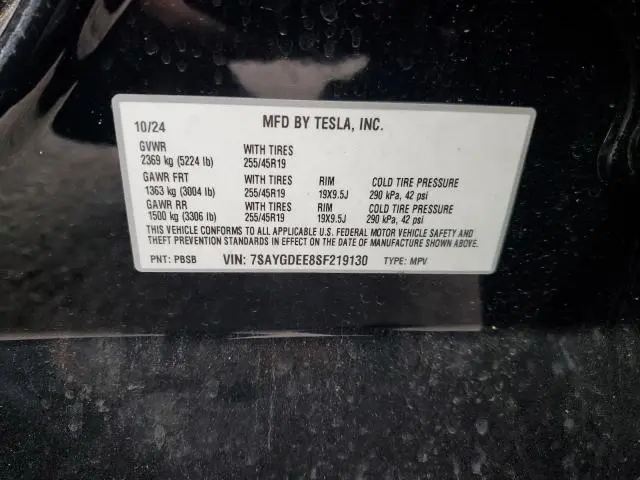 10/24 MFD BY TESLA, INC.
GVWR WITH TIRES
2369 kg (5224 lb) 255/45R19
GAWR FRT WITH TIRES RIM COLD TIRE PRESSURE
1363 kg (3004 lb) 255/45R19 19X9.5J 290 kPa, 42 psi
GAWR RR WITH TIRES RIM COLD TIRE PRESSURE
1500 kg (3306 lb) 255/45R19 19X9.5J 290 kPa, 42 psi
THIS VEHICLE CONFORMS TO ALL APPLICABLE U.S. FEDERAL MOTOR VEHICLE SAFETY AND
THEFT PREVENTION STANDARDS IN EFFECT ON THE DATE OF MANUFACTURE SHOWN ABOVE.
PNT: PBSB VIN: 7SAYGDEE8SF219130 TYPE: MPV